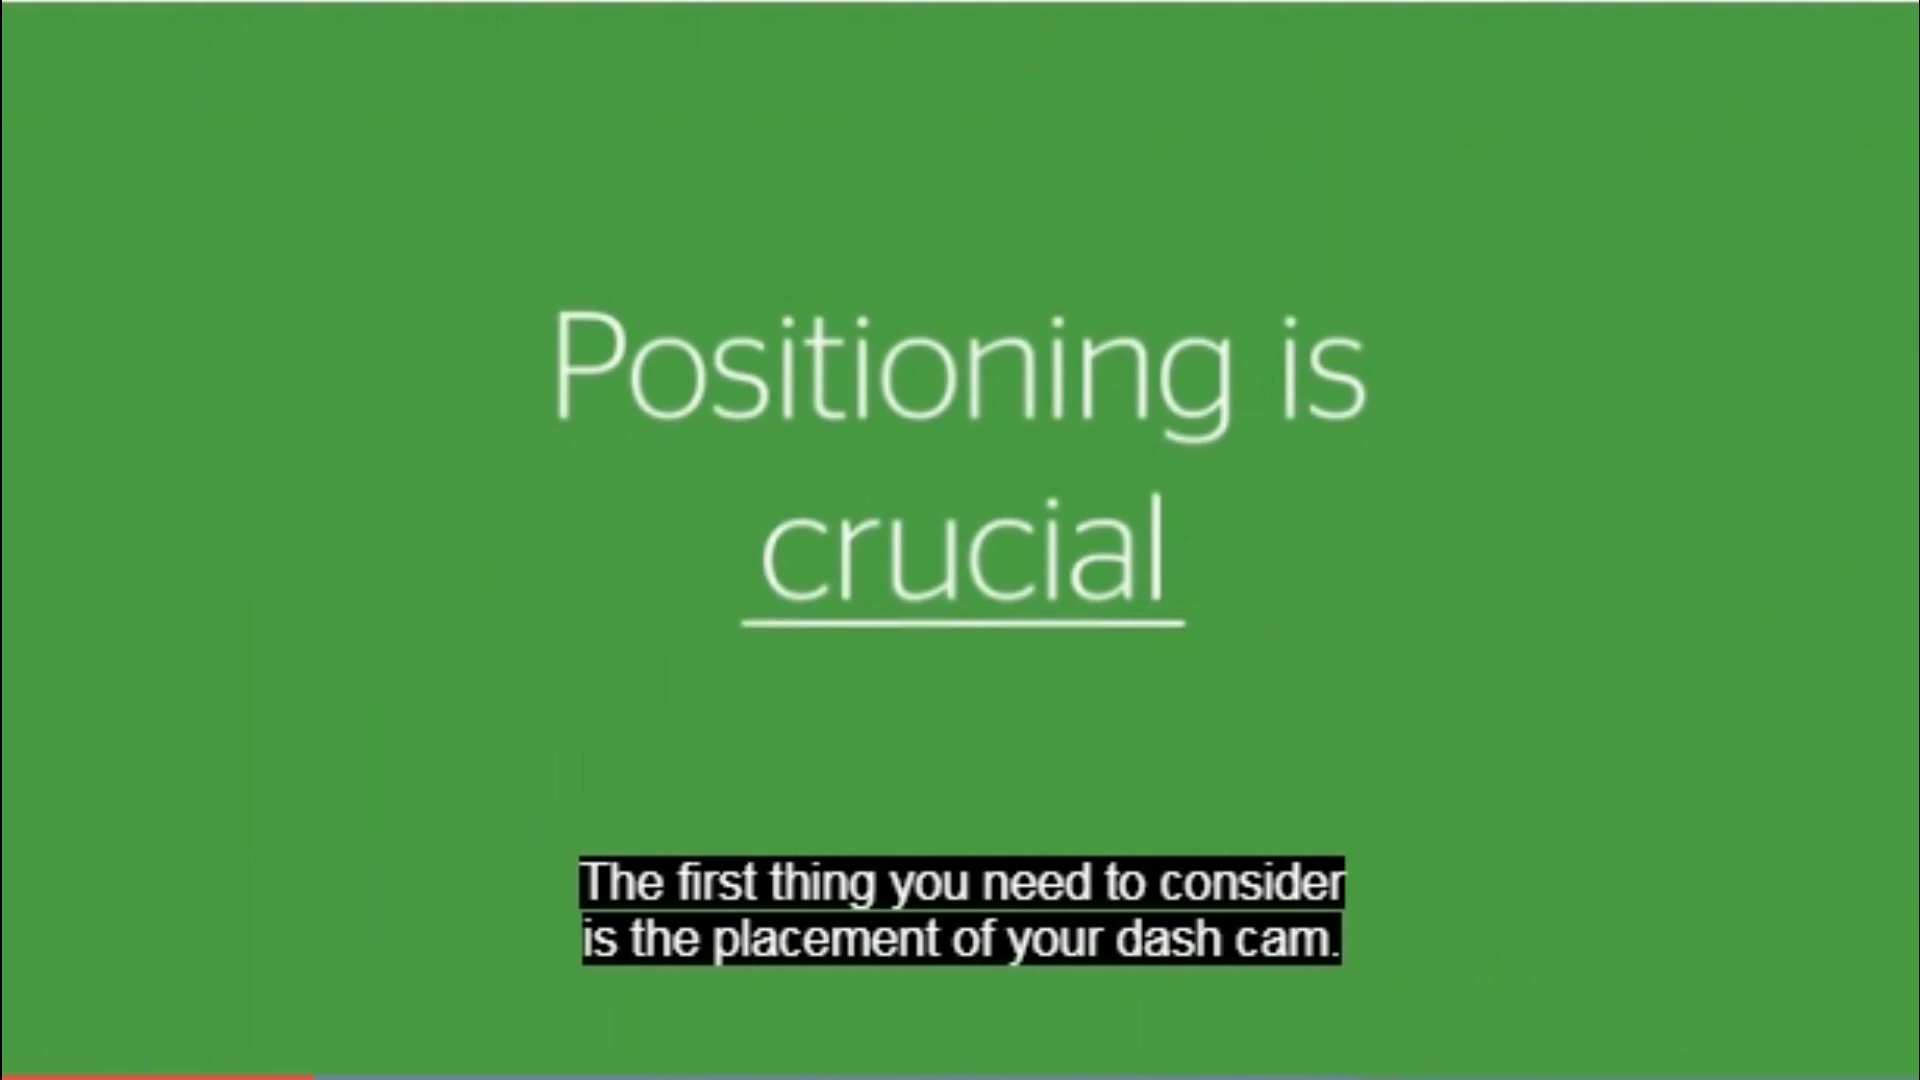 Positioning is
crucial
The first thing you need to consider
is the placement of your dash cam.